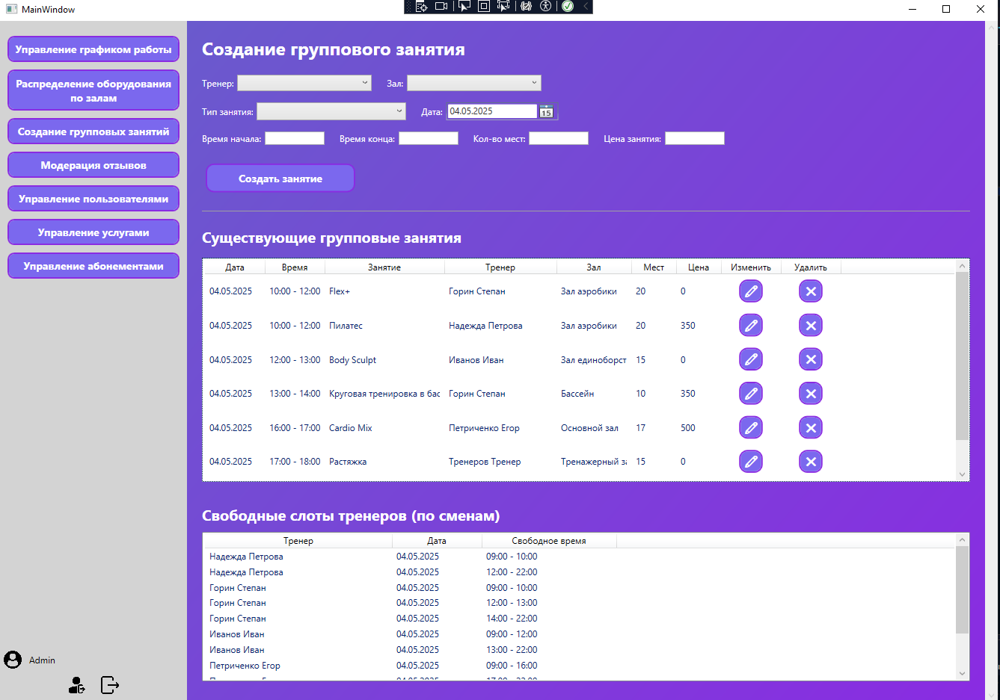 MainWindow
Управление графиком работы
Распределение оборудования
по залам
Создание групповых занятий
Модерация отзывов
Управление пользователями
Управление услугами
Управление абонементами
Admin
Создание группового занятия
Тренер: Зал:
Тип занятия: Дата: 04.05.2025 15
Время начала: Время конца: Кол-во мест: Цена занятия:
Создать занятие
Существующие групповые занятия
Дата Время Занятие Тренер Зал Мест Цена Изменить Удалить
04.05.2025 10:00 - 12:00 Flex+ Горин Степан Зал аэробики 20 0
04.05.2025 10:00 - 12:00 Пилатес Надежда Петрова Зал аэробики 20 350
04.05.2025 12:00 - 13:00 Body Sculpt Иванов Иван Зал единоборст 15 0
04.05.2025 13:00 - 14:00 Круговая тренировка в бас Горин Степан Бассейн 10 350
04.05.2025 16:00 - 17:00 Cardio Mix Петриченко Егор Основной зал 17 500
04.05.2025 17:00 - 18:00 Растяжка Тренеров Тренер Тренажерный за 15 0
Свободные слоты тренеров (по сменам)
Тренер Дата Свободное время
Надежда Петрова 04.05.2025 09:00 - 10:00
Надежда Петрова 04.05.2025 12:00 - 22:00
Горин Степан 04.05.2025 09:00 - 10:00
Горин Степан 04.05.2025 12:00 - 13:00
Горин Степан 04.05.2025 14:00 - 22:00
Иванов Иван 04.05.2025 09:00 - 12:00
Иванов Иван 04.05.2025 13:00 - 22:00
Петриченко Егор 04.05.2025 09:00 - 16:00